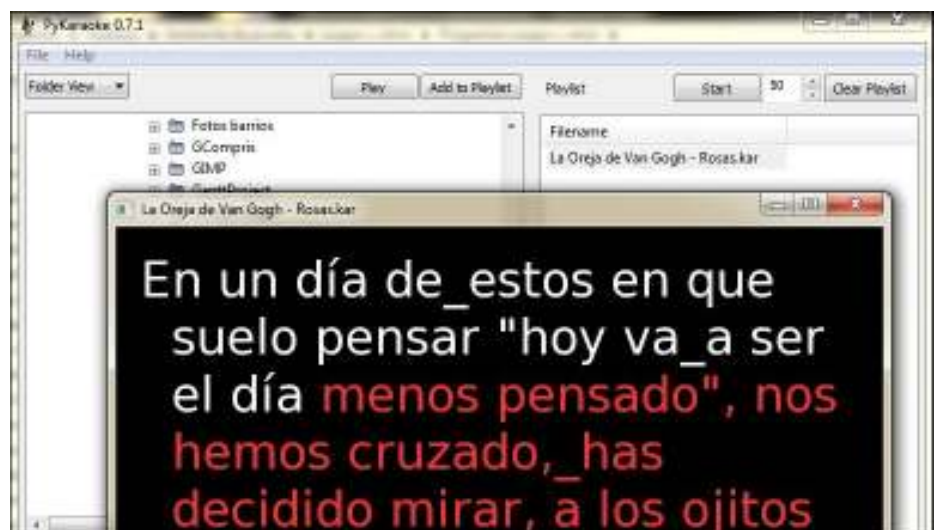 PyKaraoke 0.7.1
File Help
Folder View Play Add to Playlist Playlist Start 90 Clear Playlist
Fotos barrios
GCompris
GIMP
GanttProject
Filename
La Oreja de Van Gogh - Rosas.kar
La Oreja de Van Gogh - Rosas.kar
En un día de_estos en que
suelo pensar "hoy va_a ser
el día menos pensado", nos
hemos cruzado,_has
decidido mirar, a los ojitos